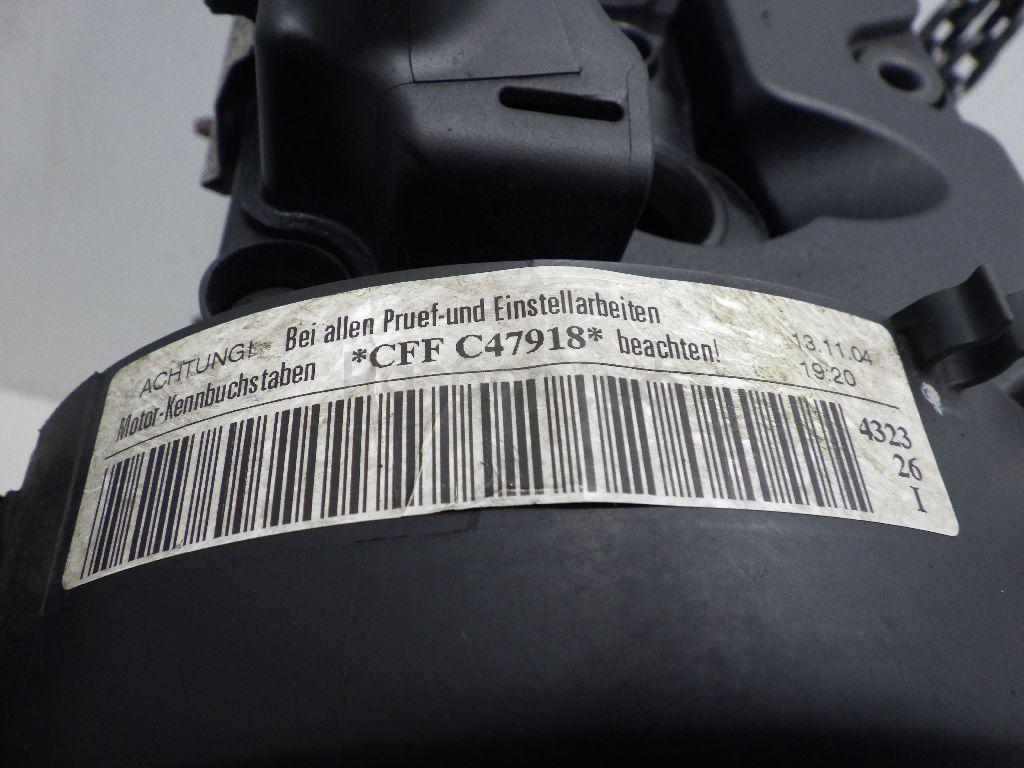 ACHTUNG! Bei allen Pruef-und Einstellarbeiten
Motor-Kennbuchstaben *CFF C47918* beachten!
13.11.04
19:20
4323
26
I